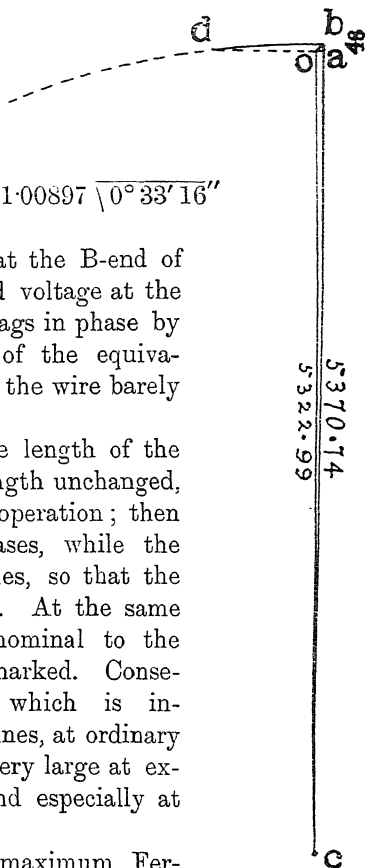 b
d
o a 48
1·00897 \0° 33′ 16″
at the B-end of
voltage at the
ags in phase by
of the equiva-
the wire barely
5370.74
5322.99
e length of the
gth unchanged,
operation ; then
ases, while the
es, so that the
. At the same
nominal to the
narked. Conse-
which is in-
nes, at ordinary
ery large at ex-
nd especially at
c
maximum Fer-